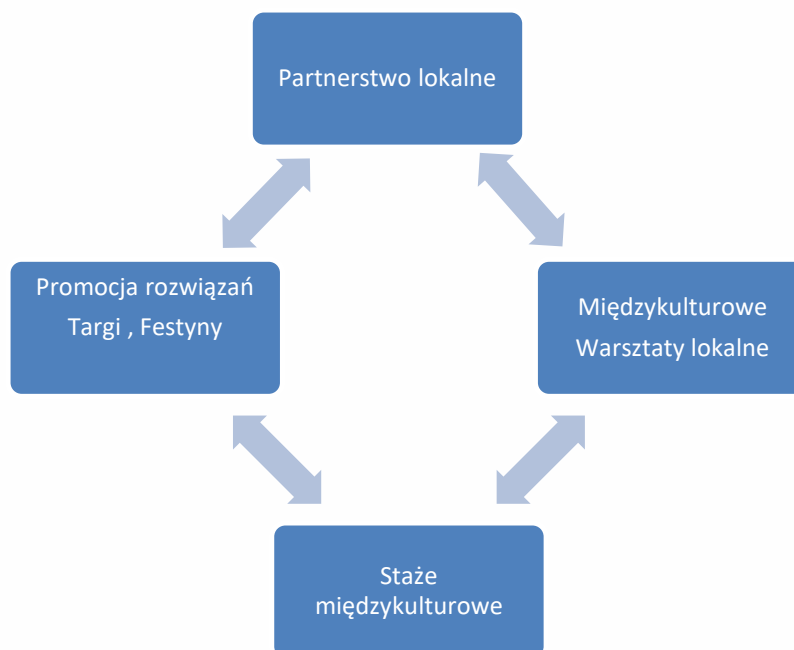 Partnerstwo lokalne
Promocja rozwiązań
Targi , Festyny
Międzykulturowe
Warsztaty lokalne
Staże
międzykulturowe